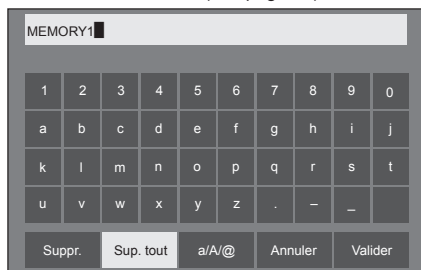 MEMORY1
1 2 3 4 5 6 7 8 9 0
a b c d e f g h i j
k l m n o p q r s t
u v w x y z . – _
Suppr. Sup. tout a/A/@ Annuler Valider